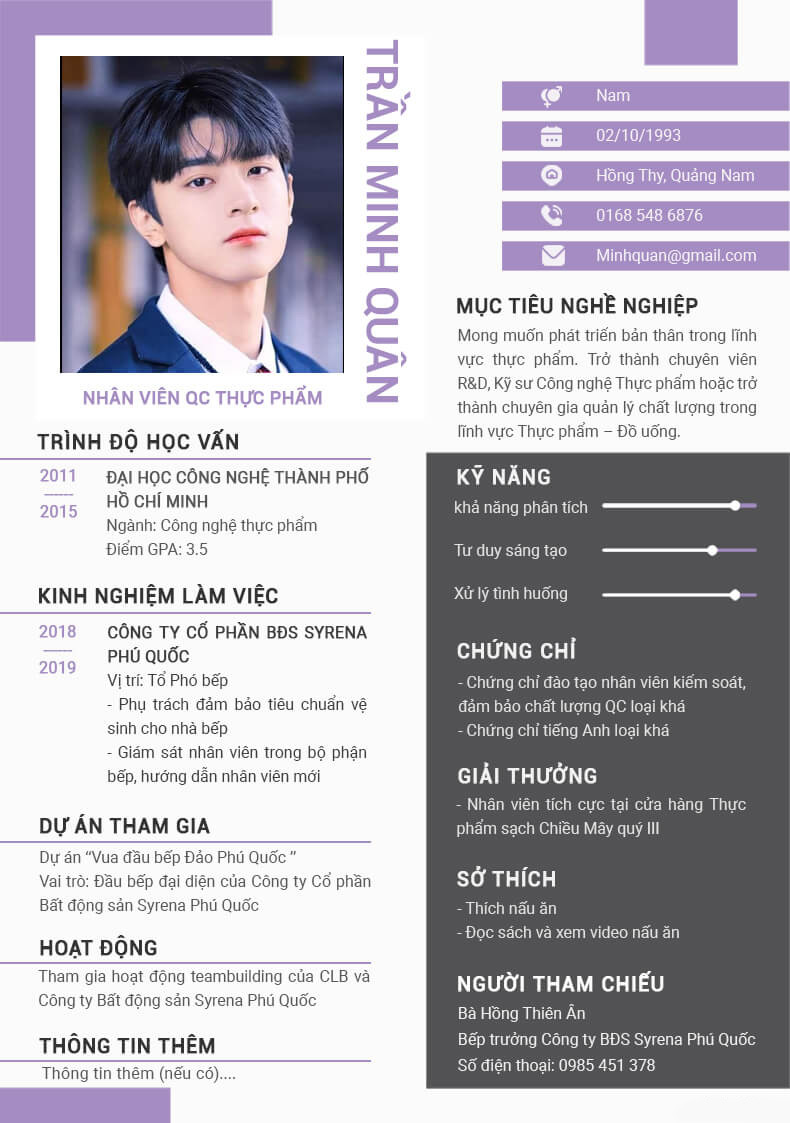 TRẦN MINH QUÂN
NHÂN VIÊN QC THỰC PHẨM
Nam
02/10/1993
Hồng Thy, Quảng Nam
0168 548 6876
Minhquan@gmail.com
MỤC TIÊU NGHỀ NGHIỆP
Mong muốn phát triển bản thân trong lĩnh
vực thực phẩm. Trở thành chuyên viên
R&D, Kỹ sư Công nghệ Thực phẩm hoặc trở
thành chuyên gia quản lý chất lượng trong
lĩnh vực Thực phẩm – Đồ uống.
TRÌNH ĐỘ HỌC VẤN
2011
------
2015
ĐẠI HỌC CÔNG NGHỆ THÀNH PHỐ
HỒ CHÍ MINH
Ngành: Công nghệ thực phẩm
Điểm GPA: 3.5
KINH NGHIỆM LÀM VIỆC
2018
------
2019
CÔNG TY CỔ PHẦN BĐS SYRENA
PHÚ QUỐC
Vị trí: Tổ Phó bếp
- Phụ trách đảm bảo tiêu chuẩn vệ
sinh cho nhà bếp
- Giám sát nhân viên trong bộ phận
bếp, hướng dẫn nhân viên mới
DỰ ÁN THAM GIA
Dự án “Vua đầu bếp Đảo Phú Quốc ”
Vai trò: Đầu bếp đại diện của Công ty Cổ phần
Bất động sản Syrena Phú Quốc
HOẠT ĐỘNG
Tham gia hoạt động teambuilding của CLB và
Công ty Bất động sản Syrena Phú Quốc
THÔNG TIN THÊM
Thông tin thêm (nếu có)....
KỸ NĂNG
khả năng phân tích
Tư duy sáng tạo
Xử lý tình huống
CHỨNG CHỈ
- Chứng chỉ đào tạo nhân viên kiểm soát,
đảm bảo chất lượng QC loại khá
- Chứng chỉ tiếng Anh loại khá
GIẢI THƯỞNG
- Nhân viên tích cực tại cửa hàng Thực
phẩm sạch Chiều Mây quý III
SỞ THÍCH
- Thích nấu ăn
- Đọc sách và xem video nấu ăn
NGƯỜI THAM CHIẾU
Bà Hồng Thiên Ân
Bếp trưởng Công ty BĐS Syrena Phú Quốc
Số điện thoại: 0985 451 378